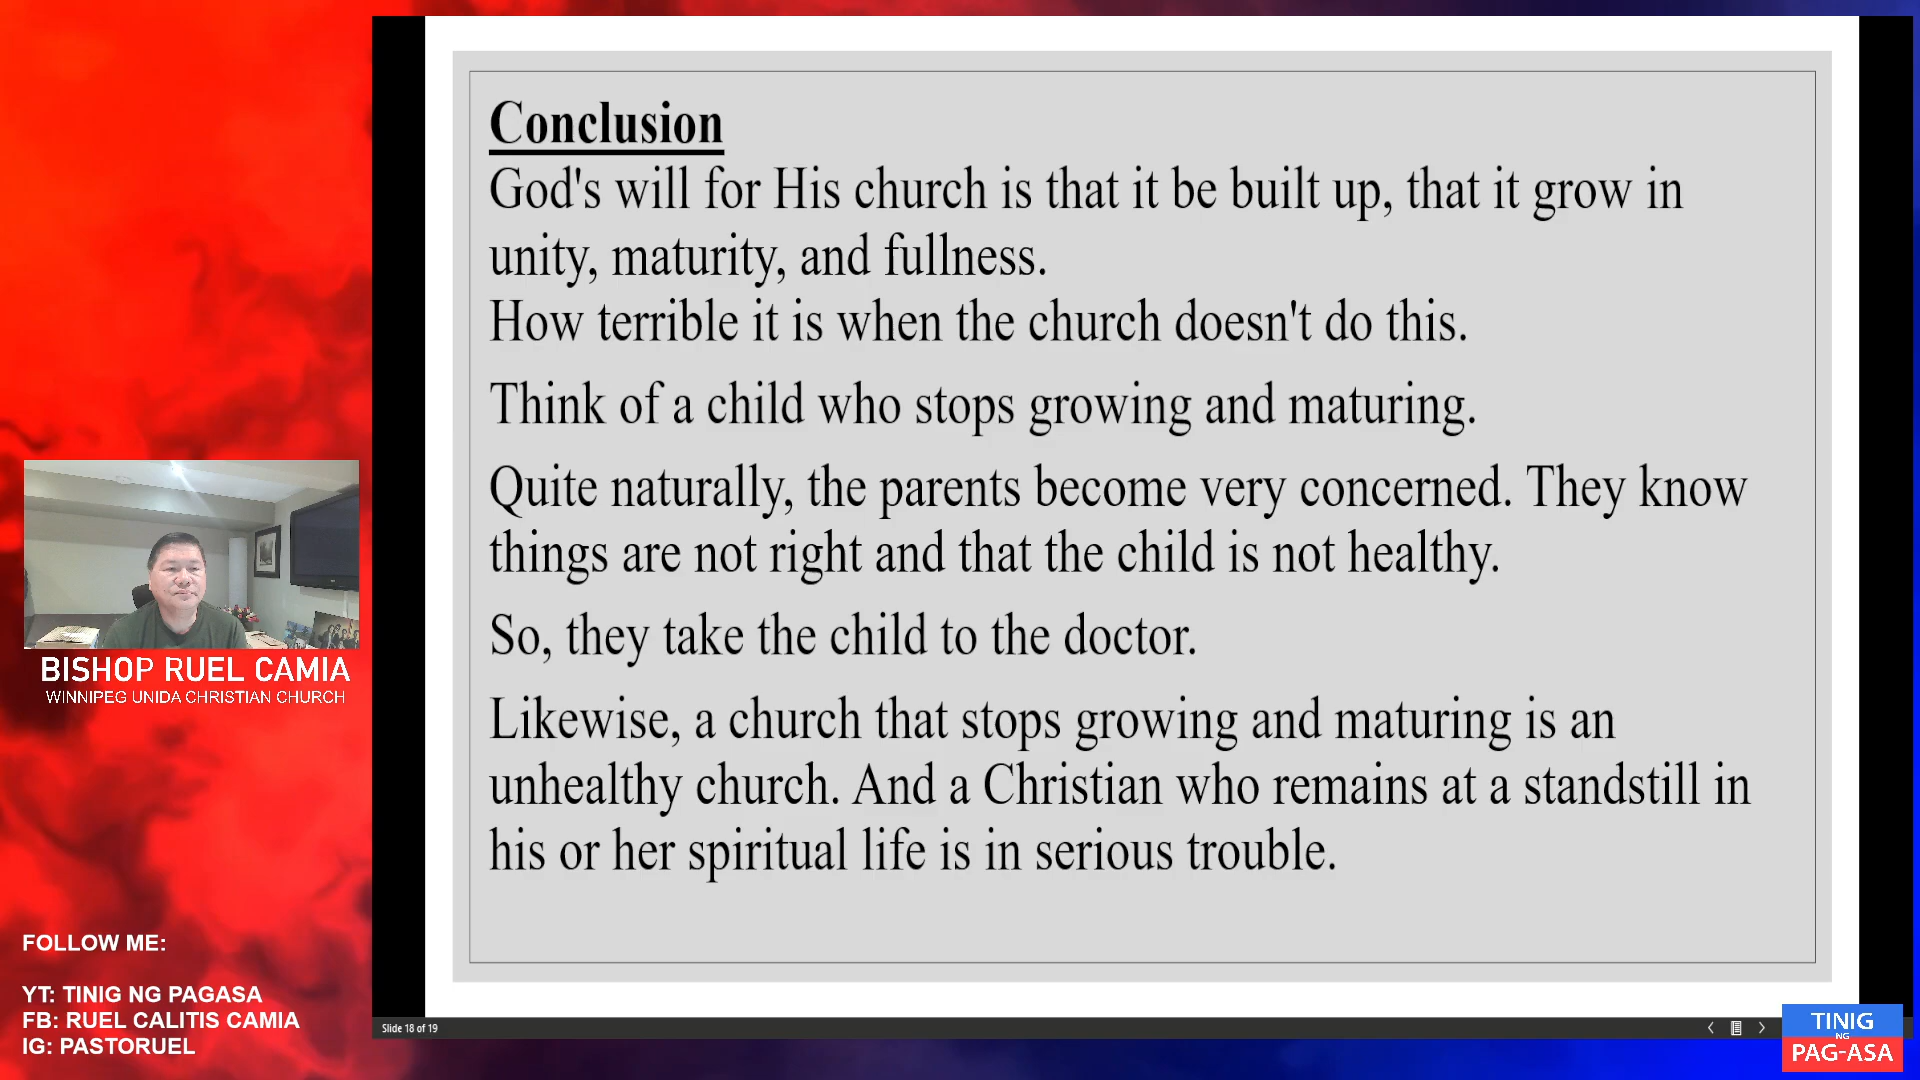 Conclusion
God's will for His church is that it be built up, that it grow in
unity, maturity, and fullness.
How terrible it is when the church doesn't do this.
Think of a child who stops growing and maturing.
Quite naturally, the parents become very concerned. They know
things are not right and that the child is not healthy.
So, they take the child to the doctor.
Likewise, a church that stops growing and maturing is an
unhealthy church. And a Christian who remains at a standstill in
his or her spiritual life is in serious trouble.
BISHOP RUEL CAMIA
WINNIPEG UNIDA CHRISTIAN CHURCH
FOLLOW ME:
YT: TINIG NG PAGASA
FB: RUEL CALITIS CAMIA
IG: PASTORUEL
Slide 18 of 19
TINIG
NG
PAG-ASA